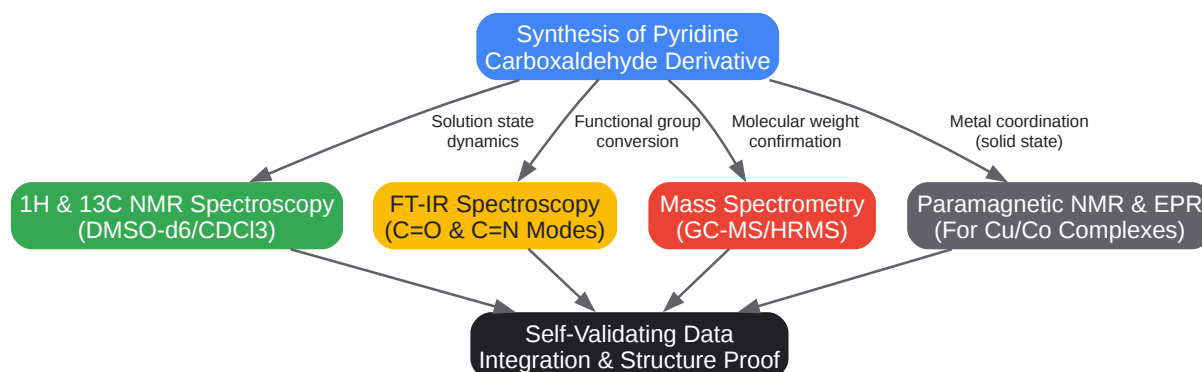 Synthesis of Pyridine
Carboxaldehyde Derivative
Solution state
dynamics
Functional group
conversion
Molecular weight
confirmation
Metal coordination
(solid state)
1H & 13C NMR Spectroscopy
(DMSO-d6/CDCl3)
FT-IR Spectroscopy
(C=O & C=N Modes)
Mass Spectrometry
(GC-MS/HRMS)
Paramagnetic NMR & EPR
(For Cu/Co Complexes)
Self-Validating Data
Integration & Structure Proof